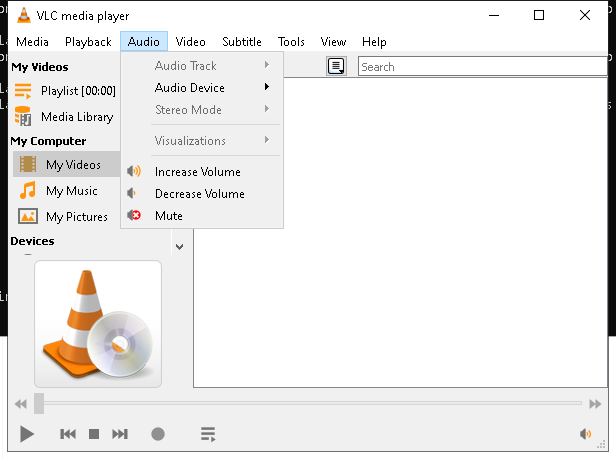 VLC media player
Media Playback Audio Video Subtitle Tools View Help
My Videos
Playlist [00:00]
Media Library
My Computer
My Videos
My Music
My Pictures
Devices
Audio Track
Audio Device
Stereo Mode
Visualizations
Increase Volume
Decrease Volume
Mute
Search